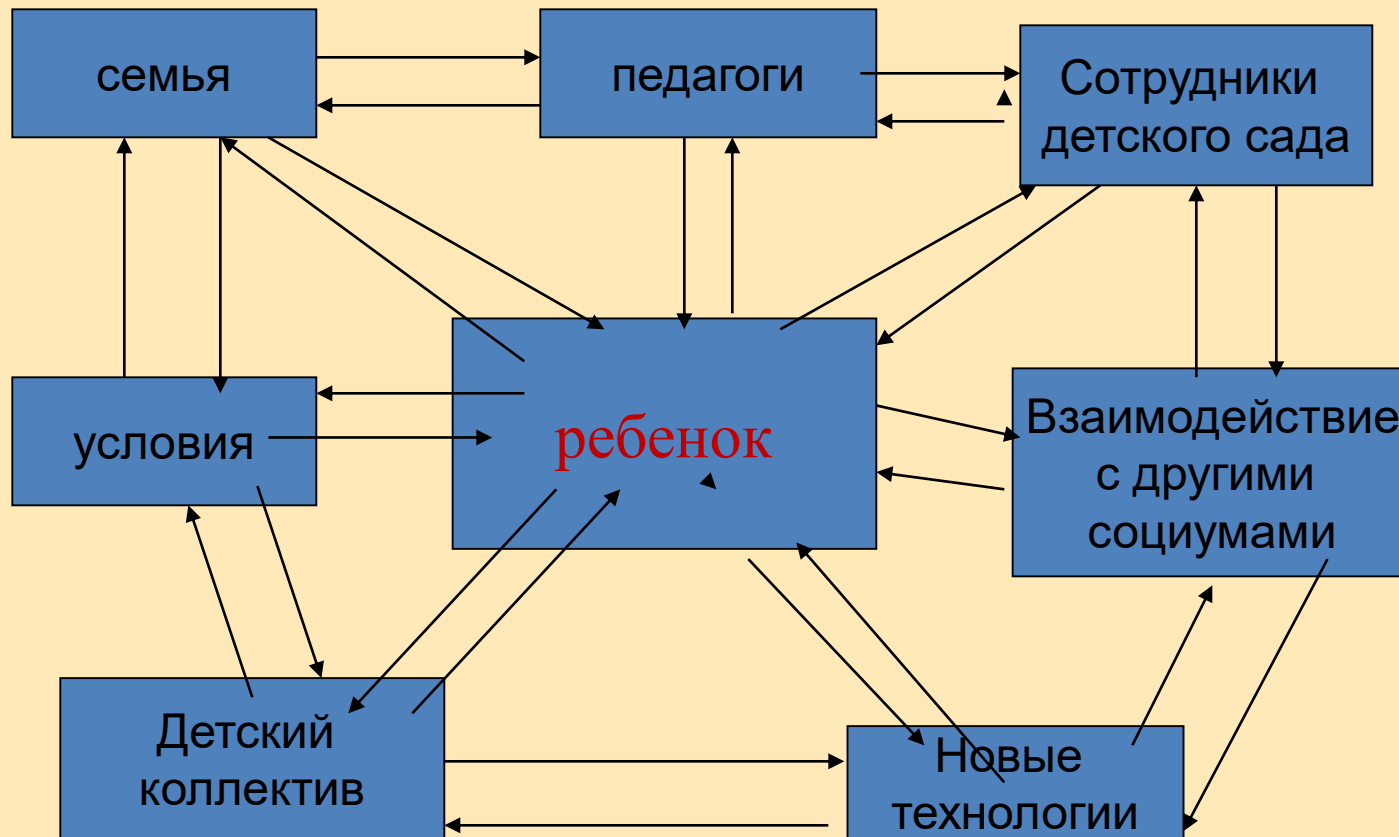 семья
педагоги
Сотрудники
детского сада
условия
ребенок
Взаимодействие
с другими
социумами
Детский
коллектив
Новые
технологии